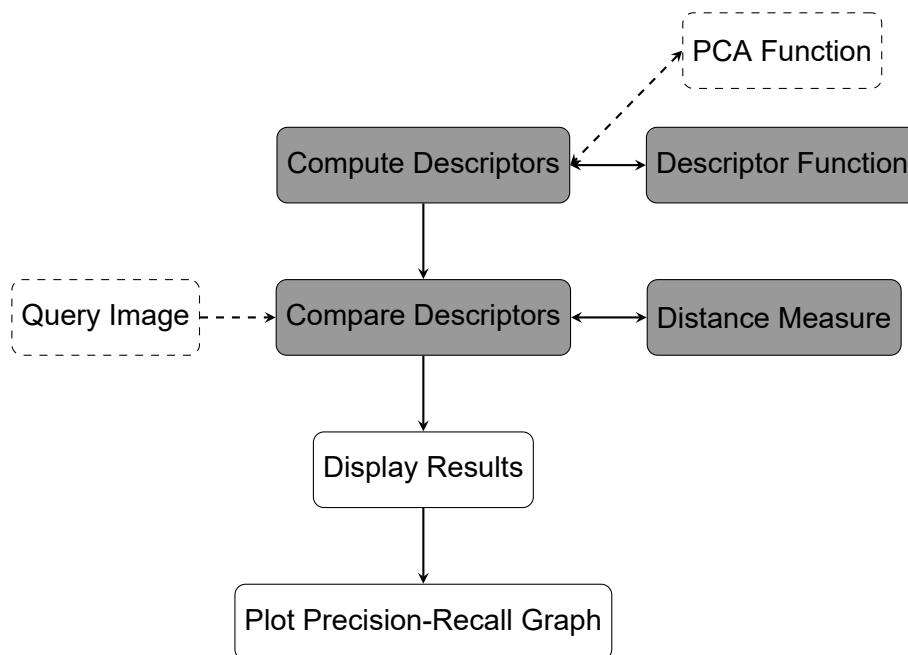 PCA Function
Compute Descriptors
Descriptor Function
Query Image
Compare Descriptors
Distance Measure
Display Results
Plot Precision-Recall Graph